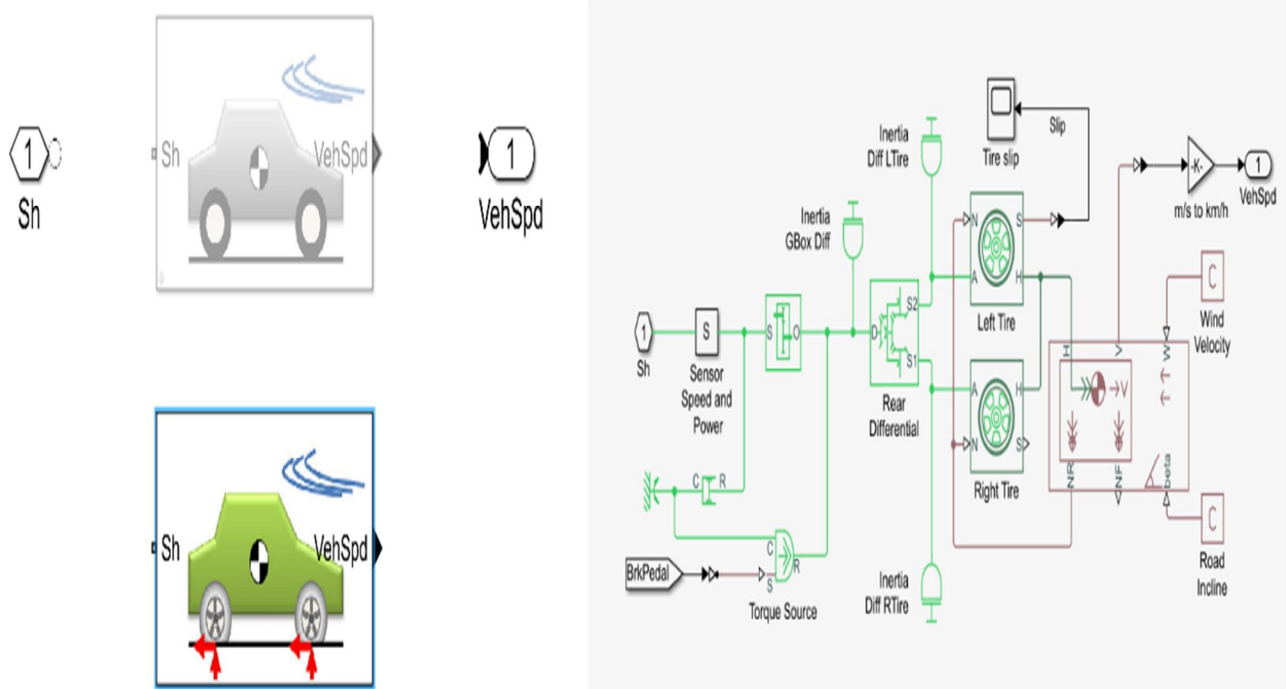 1
Sh
Sh
VehSpd
1
VehSpd
Sh
VehSpd
1
Sh
S
Sensor
Speed and
Power
C
R
BrkPedal
C
S
R
Torque Source
S
O
Inertia
GBox Diff
D
S2
S1
Rear
Differential
Inertia
Diff LTire
Inertia
Diff RTire
Tire slip
Slip
N
S
A
H
Left Tire
A
H
N
S
Right Tire
H
V
W
V
NR
NF
beta
-K-
m/s to km/h
1
VehSpd
C
Wind
Velocity
C
Road
Incline